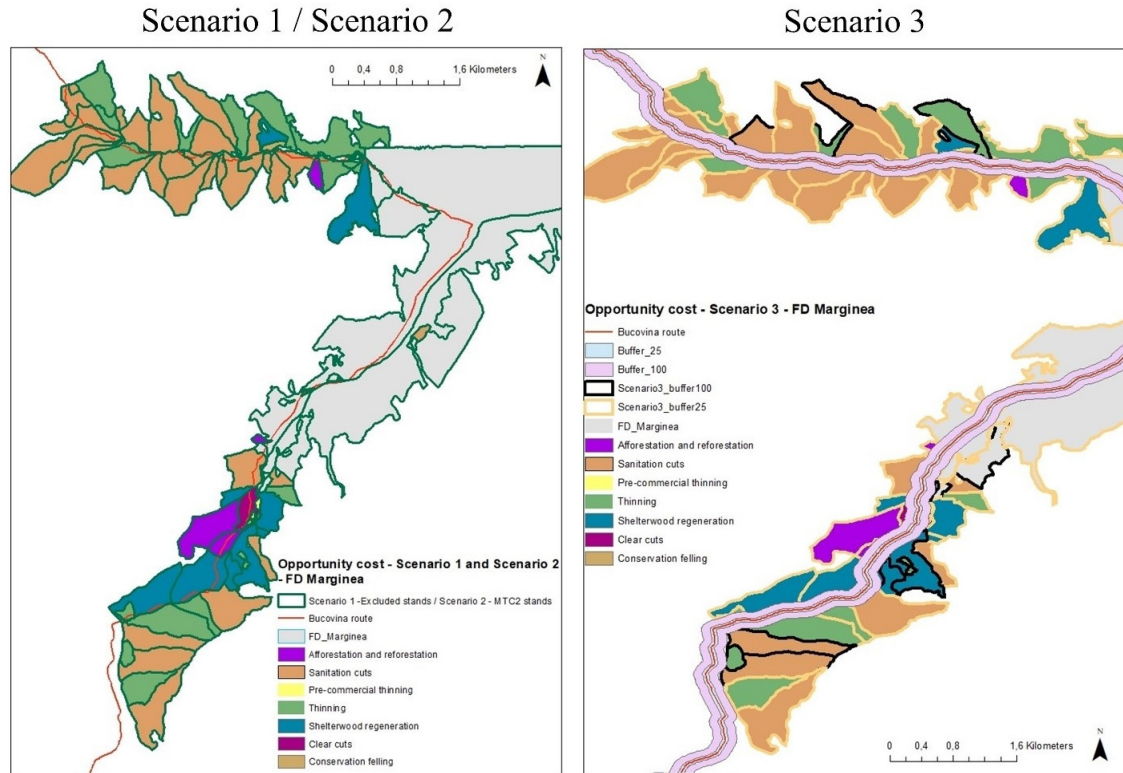 Scenario 1 / Scenario 2
N
0 0,4 0,8 1,6 Kilometers
Opportunity cost - Scenario 1 and Scenario 2
- FD Marginea
Scenario 1 -Excluded stands / Scenario 2 - MTC2 stands
Bucovina route
FD_Marginea
Afforestation and reforestation
Sanitation cuts
Pre-commercial thinning
Thinning
Shelterwood regeneration
Clear cuts
Conservation felling
Scenario 3
Opportunity cost - Scenario 3 - FD Marginea
Bucovina route
Buffer_25
Buffer_100
Scenario3_buffer100
Scenario3_buffer25
FD_Marginea
Afforestation and reforestation
Sanitation cuts
Pre-commercial thinning
Thinning
Shelterwood regeneration
Clear cuts
Conservation felling
N
0 0,4 0,8 1,6 Kilometers